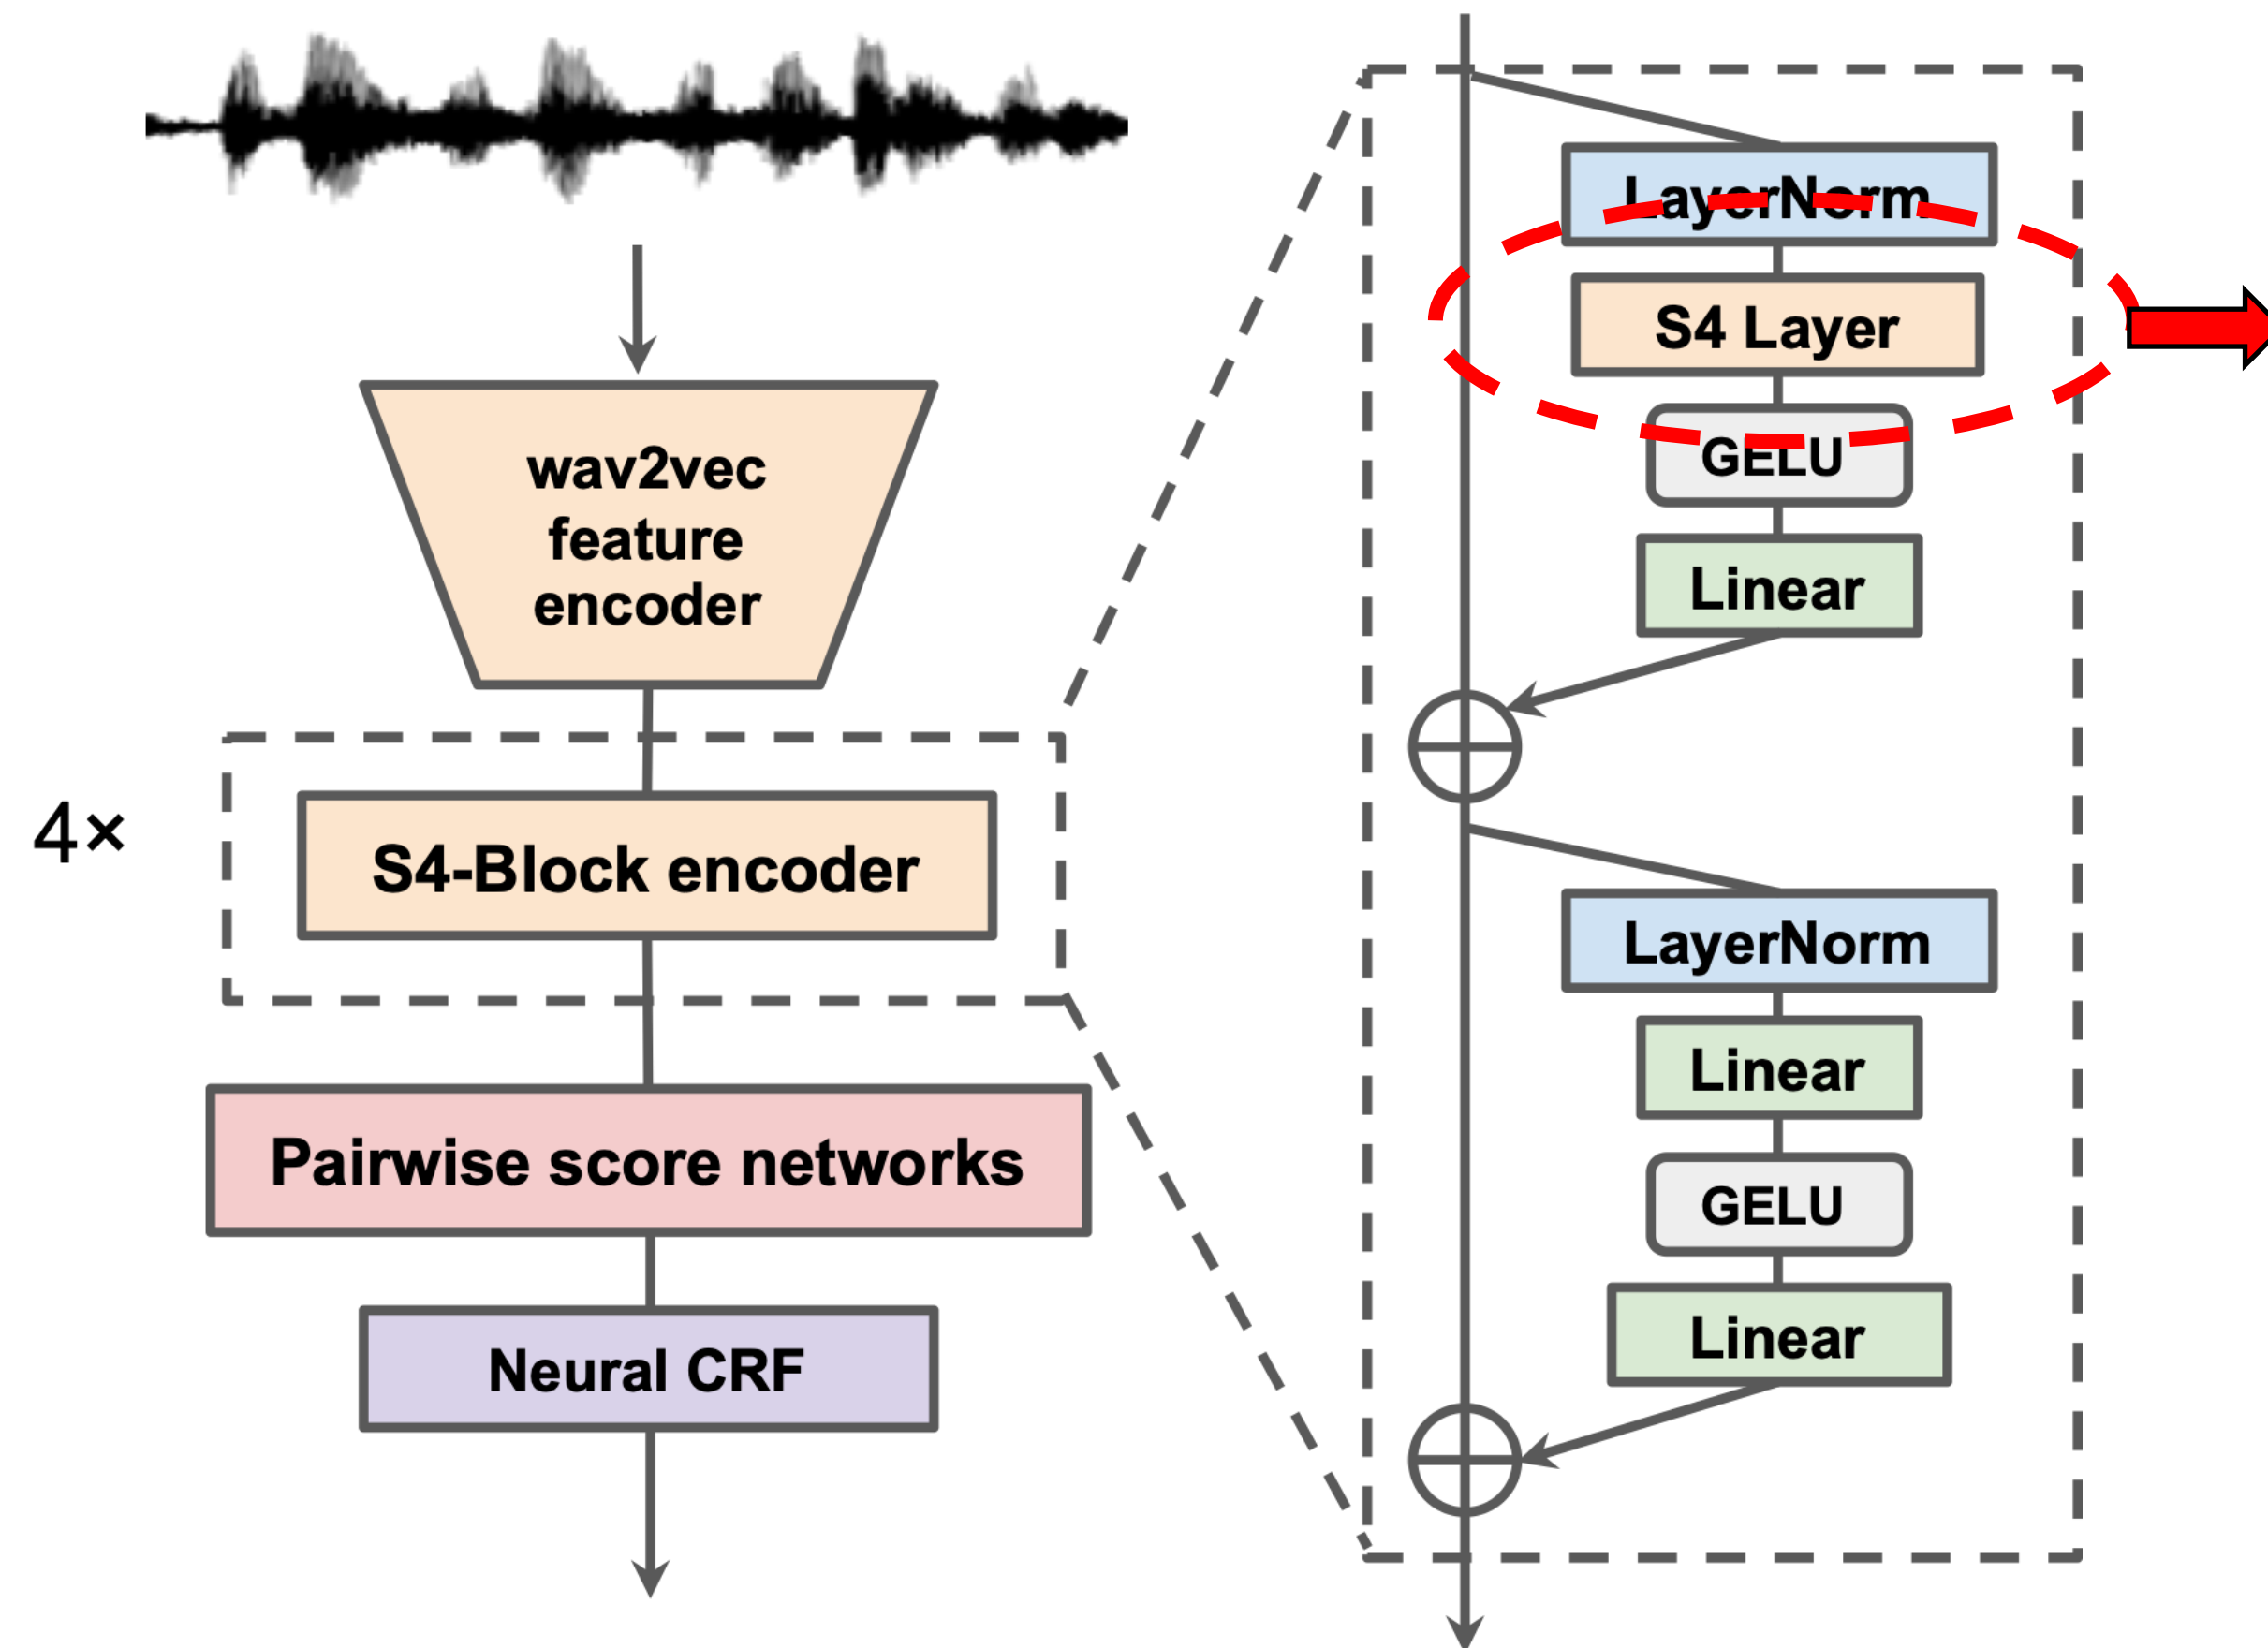 wav2vec
feature
encoder
4×
S4-Block encoder
Pairwise score networks
Neural CRF
LayerNorm
S4 Layer
GELU
Linear
LayerNorm
Linear
GELU
Linear